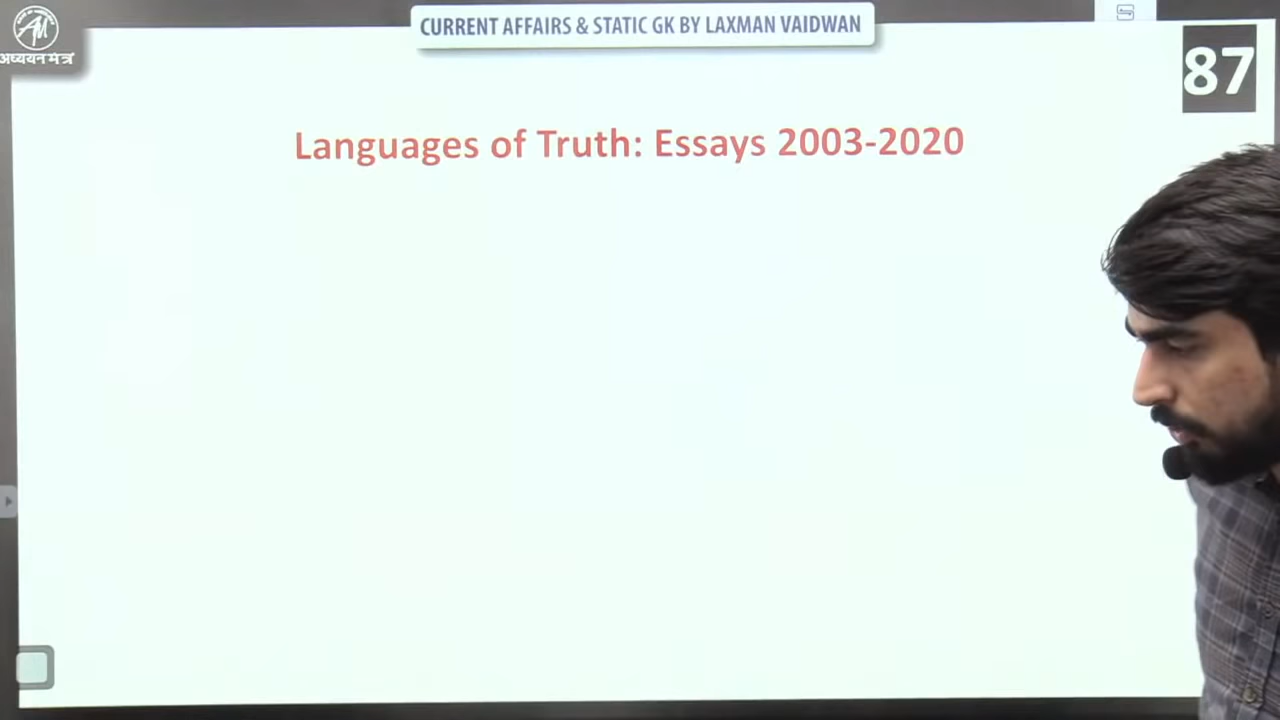 CURRENT AFFAIRS & STATIC GK BY LAXMAN VAIDWAN
अध्ययन मंत्रं
87
Languages of Truth: Essays 2003-2020